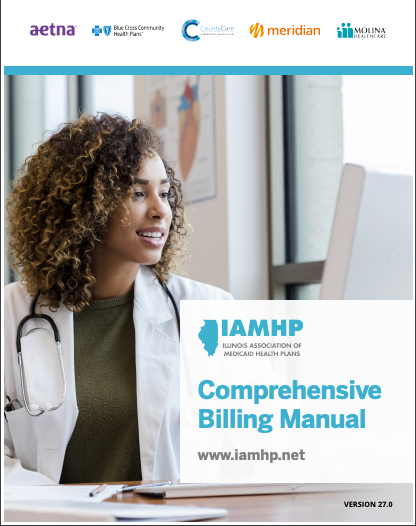 aetna
Blue Cross Community
Health Plans
CountyCare
meridian
MOLINA
HEALTHCARE
IAMHP
ILLINOIS ASSOCIATION OF
MEDICAID HEALTH PLANS
Comprehensive
Billing Manual
www.iamhp.net
VERSION 27.0